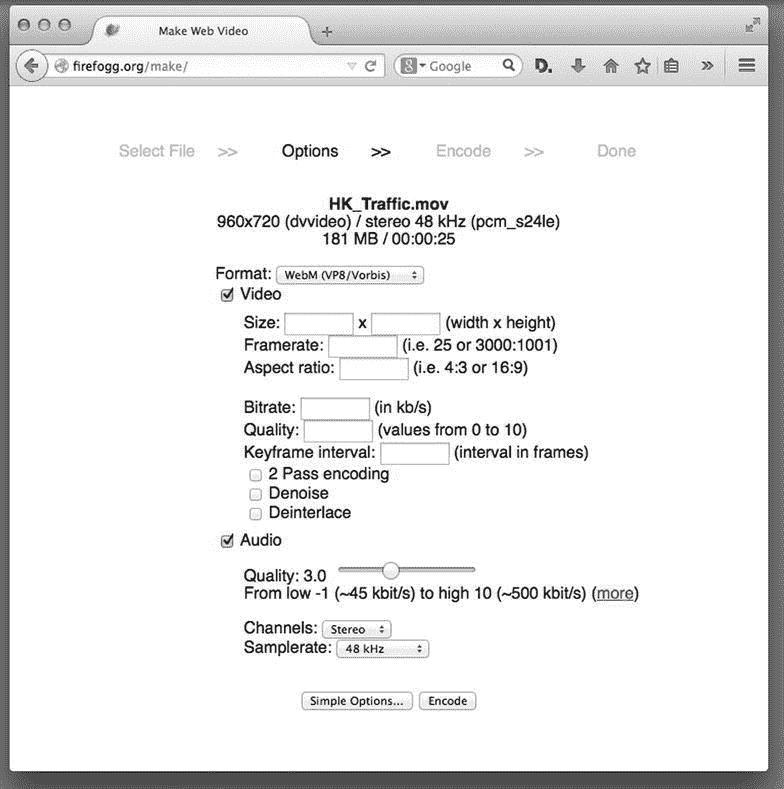 Make Web Video
firefogg.org/make/
Google
D.
Select File >> Options >> Encode >> Done
HK_Traffic.mov
960x720 (dvvideo) / stereo 48 kHz (pcm_s24le)
181 MB / 00:00:25
Format: WebM (VP8/Vorbis)
Video
Size: x (width x height)
Framerate: (i.e. 25 or 3000:1001)
Aspect ratio: (i.e. 4:3 or 16:9)
Bitrate: (in kb/s)
Quality: (values from 0 to 10)
Keyframe interval: (interval in frames)
2 Pass encoding
Denoise
Deinterlace
Audio
Quality: 3.0
From low -1 (~45 kbit/s) to high 10 (~500 kbit/s) (more)
Channels: Stereo
Samplerate: 48 kHz
Simple Options... Encode